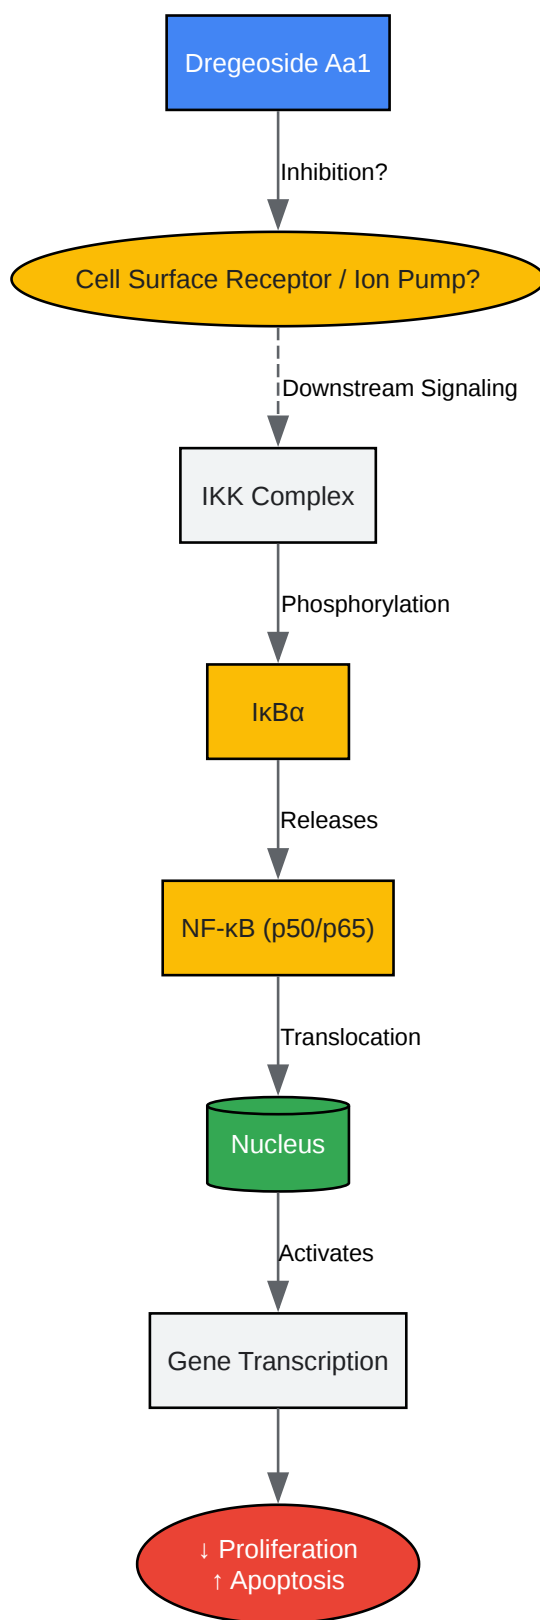 Dregeoside Aa1
Inhibition?
Cell Surface Receptor / Ion Pump?
Downstream Signaling
IKK Complex
Phosphorylation
IκBα
Releases
NF-κB (p50/p65)
Translocation
Nucleus
Activates
Gene Transcription
↓ Proliferation
↑ Apoptosis